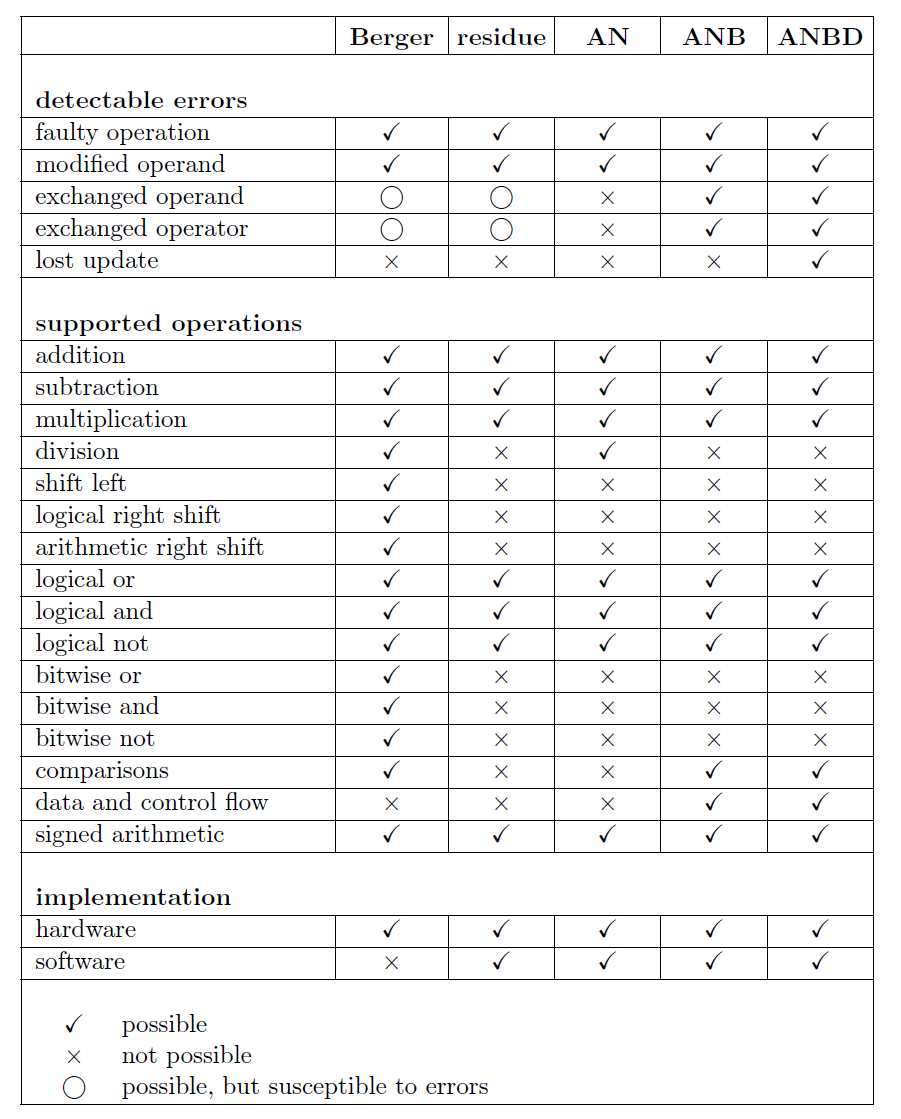 Berger residue AN ANB ANBD
detectable errors
faulty operation ✓ ✓ ✓ ✓ ✓
modified operand ✓ ✓ ✓ ✓ ✓
exchanged operand ◯ ◯ × ✓ ✓
exchanged operator ◯ ◯ × ✓ ✓
lost update × × × × ✓
supported operations
addition ✓ ✓ ✓ ✓ ✓
subtraction ✓ ✓ ✓ ✓ ✓
multiplication ✓ ✓ ✓ ✓ ✓
division ✓ × ✓ × ×
shift left ✓ × × × ×
logical right shift ✓ × × × ×
arithmetic right shift ✓ × × × ×
logical or ✓ ✓ ✓ ✓ ✓
logical and ✓ ✓ ✓ ✓ ✓
logical not ✓ ✓ ✓ ✓ ✓
bitwise or ✓ × × × ×
bitwise and ✓ × × × ×
bitwise not ✓ × × × ×
comparisons ✓ × × ✓ ✓
data and control flow × × × ✓ ✓
signed arithmetic ✓ ✓ ✓ ✓ ✓
implementation
hardware ✓ ✓ ✓ ✓ ✓
software × ✓ ✓ ✓ ✓
✓ possible
× not possible
◯ possible, but susceptible to errors